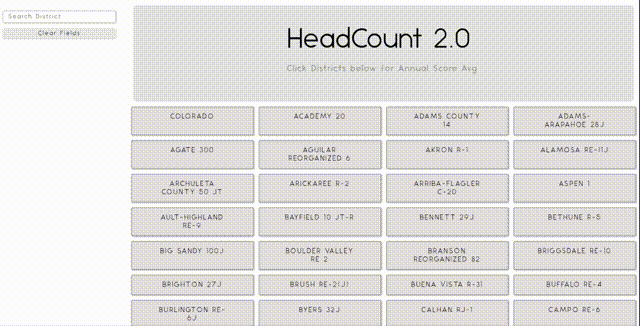 Search District
Clear Fields
HeadCount 2.0
Click Districts below for Annual Score Avg
COLORADO
ACADEMY 20
ADAMS COUNTY
14
ADAMS-
ARAPAHOE 28J
AGATE 300
AGUILAR
REORGANIZED 6
AKRON R-1
ALAMOSA RE-11J
ARCHULETA
COUNTY 50 JT
ARICKAREE R-2
ARRIBA-FLAGLER
C-20
ASPEN 1
AULT-HIGHLAND
RE-9
BAYFIELD 10 JT-R
BENNETT 29J
BETHUNE R-5
BIG SANDY 100J
BOULDER VALLEY
RE 2
BRANSON
REORGANIZED 82
BRIGGSDALE RE-10
BRIGHTON 27J
BRUSH RE-2(J)
BUENA VISTA R-31
BUFFALO RE-4
BURLINGTON RE-
6J
BYERS 32J
CALHAN RJ-1
CAMPO RE-6